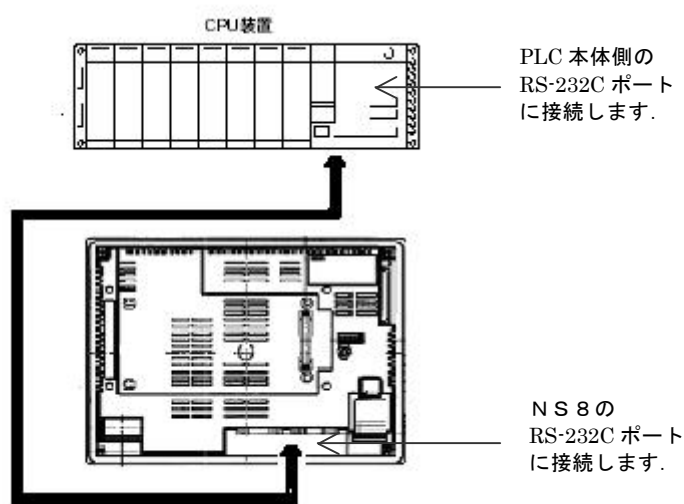 CPU装置
PLC 本体側の
RS-232C ポート
に接続します.
ＮＳ８の
RS-232C ポート
に接続します.